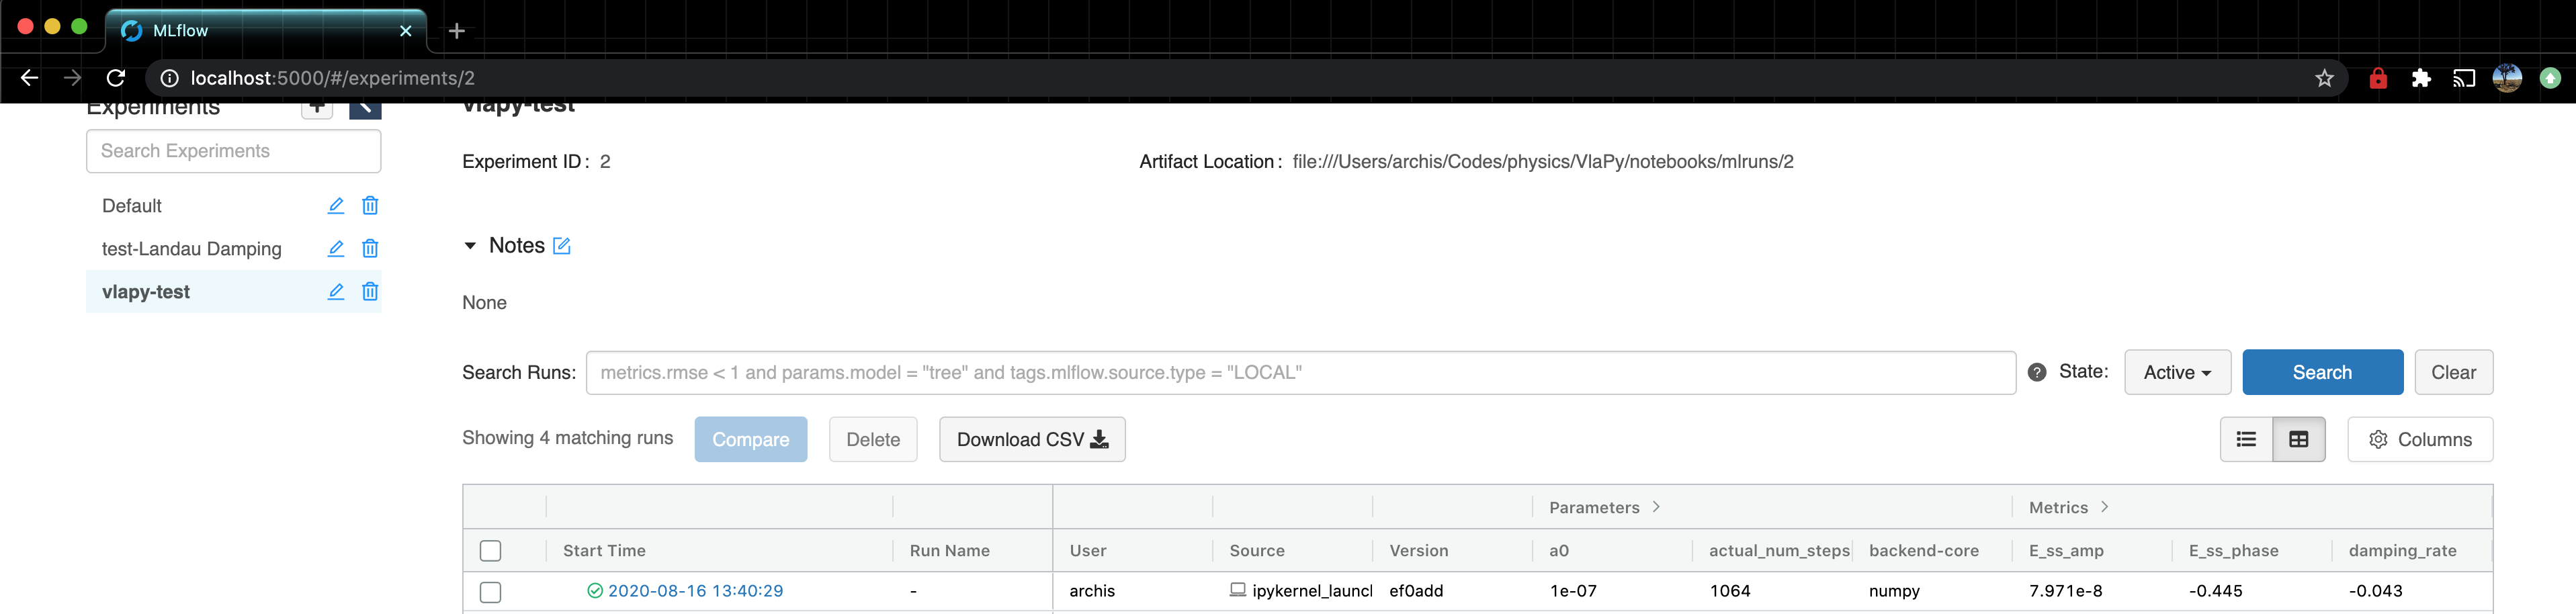 MLflow
localhost:5000/#/experiments/2
Experiments
vlapy-test
Search Experiments
Experiment ID: 2
Artifact Location: file:///Users/archis/Codes/physics/VlaPy/notebooks/mlruns/2
Default
test-Landau Damping
vlapy-test
Notes
None
Search Runs: metrics.rmse < 1 and params.model = "tree" and tags.mlflow.source.type = "LOCAL" ? State: Active Search Clear
Showing 4 matching runs Compare Delete Download CSV Columns
Parameters > Metrics >
Start Time Run Name User Source Version a0 actual_num_steps backend-core E_ss_amp E_ss_phase damping_rate
2020-08-16 13:40:29 - archis ipykernel_launcl ef0add 1e-07 1064 numpy 7.971e-8 -0.445 -0.043